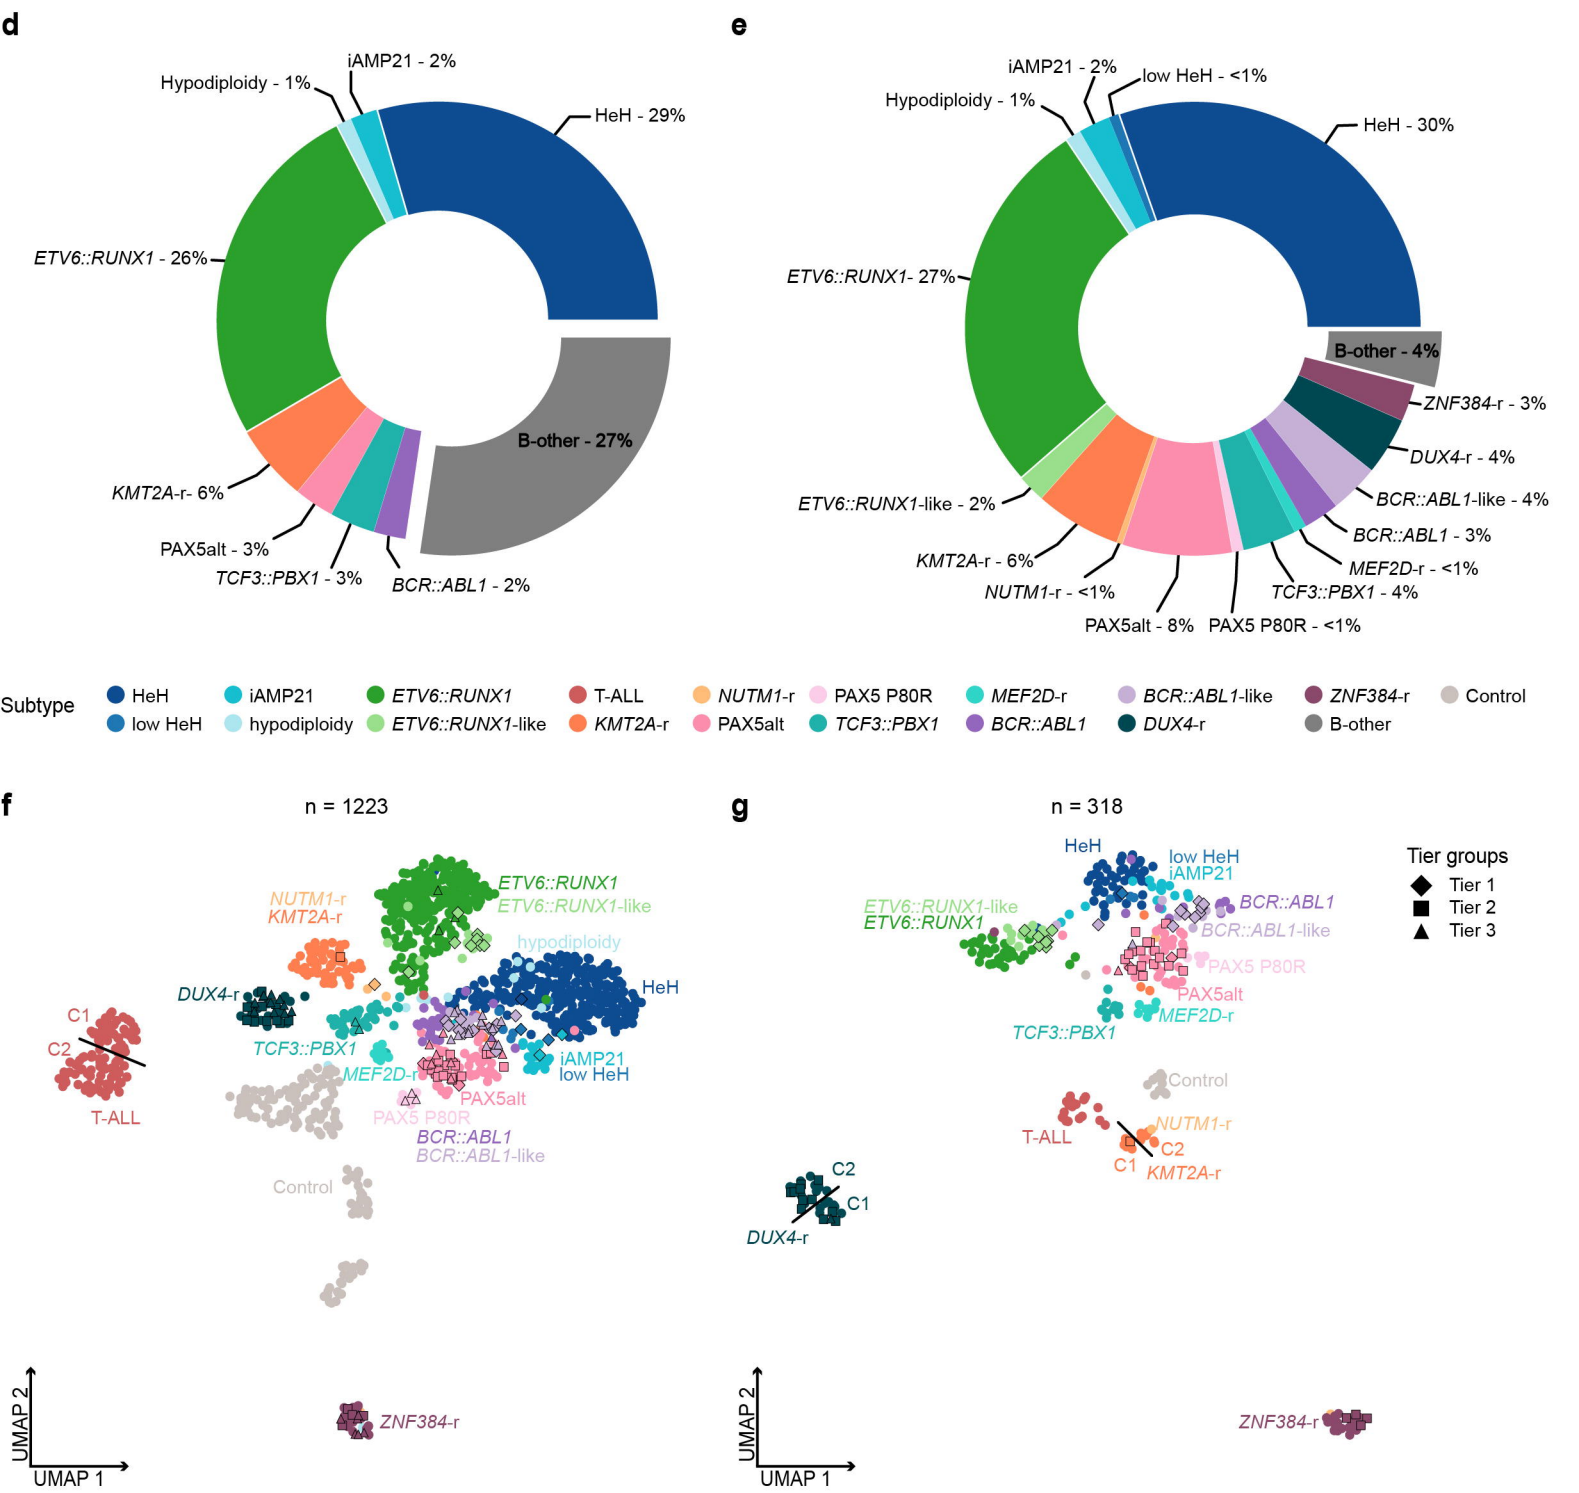 d
iAMP21 - 2%
Hypodiploidy - 1%
HeH - 29%
ETV6::RUNX1 - 26%
B-other - 27%
KMT2A-r- 6%
PAX5alt - 3%
TCF3::PBX1 - 3%
BCR::ABL1 - 2%
e
iAMP21 - 2%
low HeH - <1%
Hypodiploidy - 1%
HeH - 30%
ETV6::RUNX1- 27%
B-other - 4%
ZNF384-r - 3%
DUX4-r - 4%
BCR::ABL1-like - 4%
ETV6::RUNX1-like - 2%
BCR::ABL1 - 3%
KMT2A-r - 6%
MEF2D-r - <1%
NUTM1-r - <1%
TCF3::PBX1 - 4%
PAX5alt - 8%
PAX5 P80R - <1%
Subtype
HeH
iAMP21
ETV6::RUNX1
T-ALL
NUTM1-r
PAX5 P80R
MEF2D-r
BCR::ABL1-like
ZNF384-r
Control
low HeH
hypodiploidy
ETV6::RUNX1-like
KMT2A-r
PAX5alt
TCF3::PBX1
BCR::ABL1
DUX4-r
B-other
f
n = 1223
ETV6::RUNX1
ETV6::RUNX1-like
NUTM1-r
KMT2A-r
hypodiploidy
HeH
DUX4-r
C1
C2
T-ALL
TCF3::PBX1
MEF2D-r
iAMP21
low HeH
PAX5alt
PAX5 P80R
BCR::ABL1
BCR::ABL1-like
Control
ZNF384-r
UMAP 2
UMAP 1
g
n = 318
HeH
low HeH
iAMP21
ETV6::RUNX1-like
ETV6::RUNX1
BCR::ABL1
BCR::ABL1-like
PAX5 P80R
PAX5alt
MEF2D-r
TCF3::PBX1
Control
T-ALL
NUTM1-r
C2
C1
KMT2A-r
C2
C1
DUX4-r
ZNF384-r
UMAP 2
UMAP 1
Tier groups
Tier 1
Tier 2
Tier 3